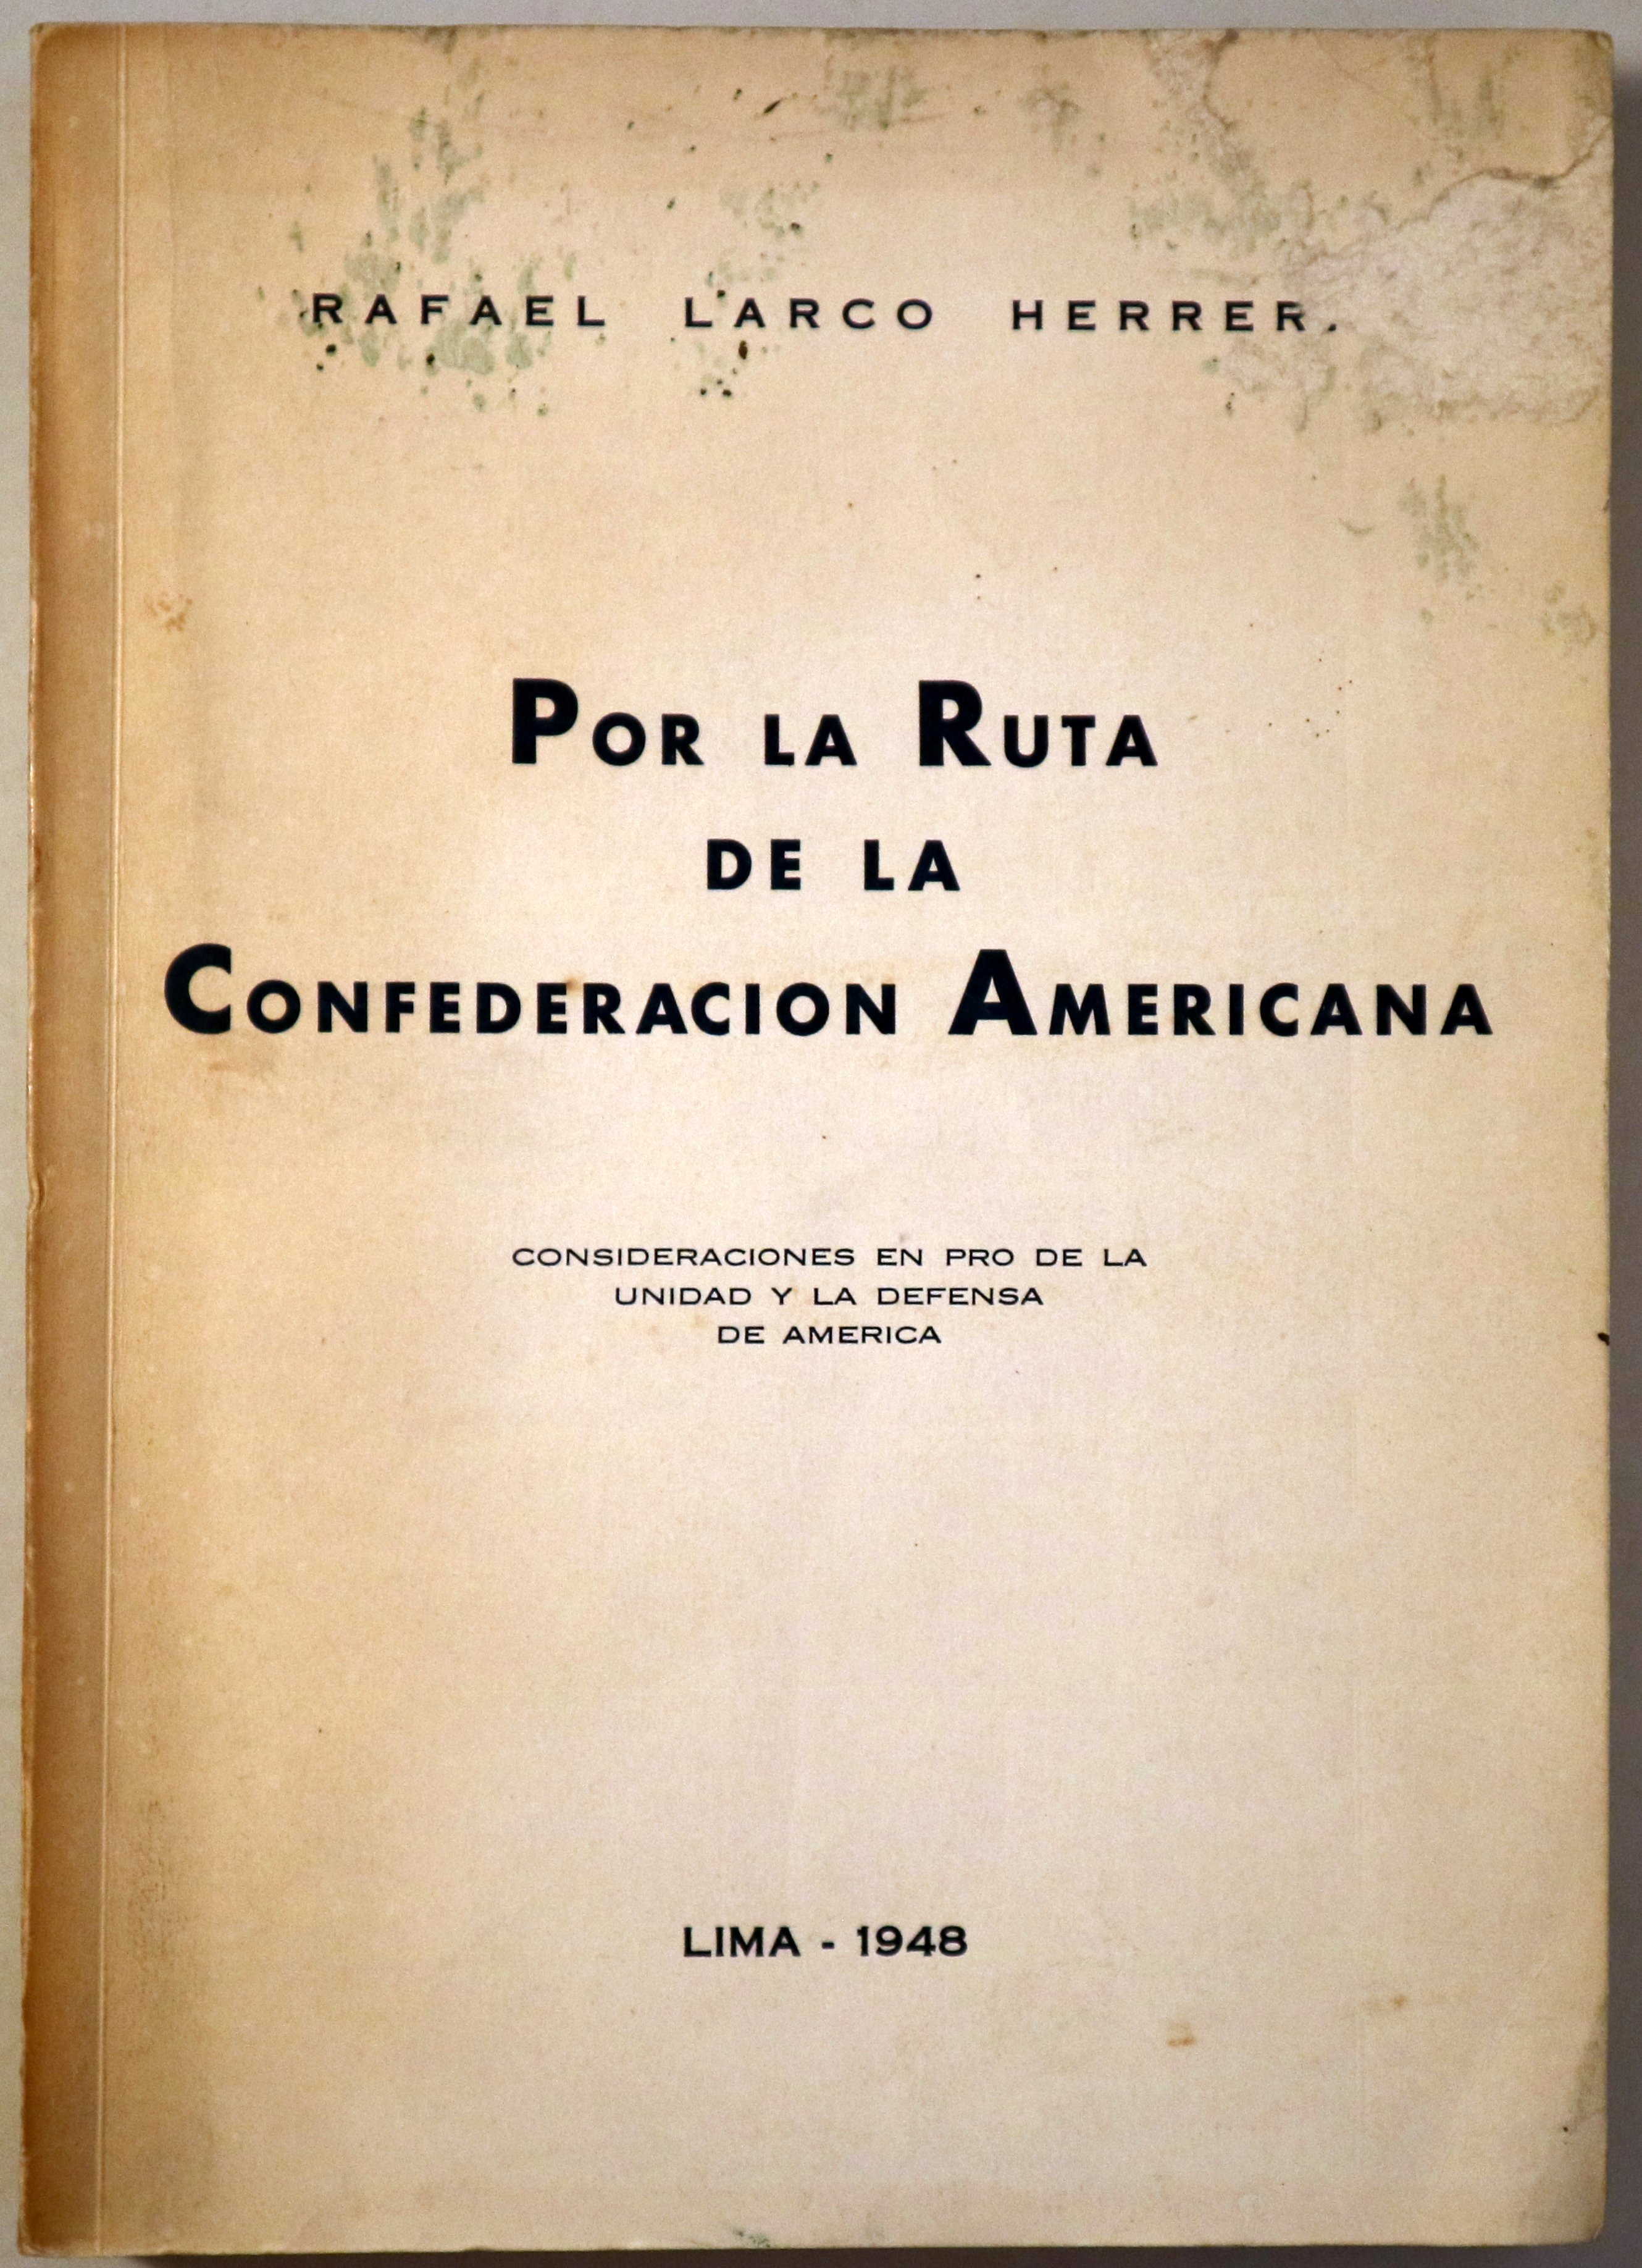 RAFAEL LARCO HERRER
POR LA RUTA
DE LA
CONFEDERACION AMERICANA
CONSIDERACIONES EN PRO DE LA
UNIDAD Y LA DEFENSA
DE AMERICA
LIMA - 1948